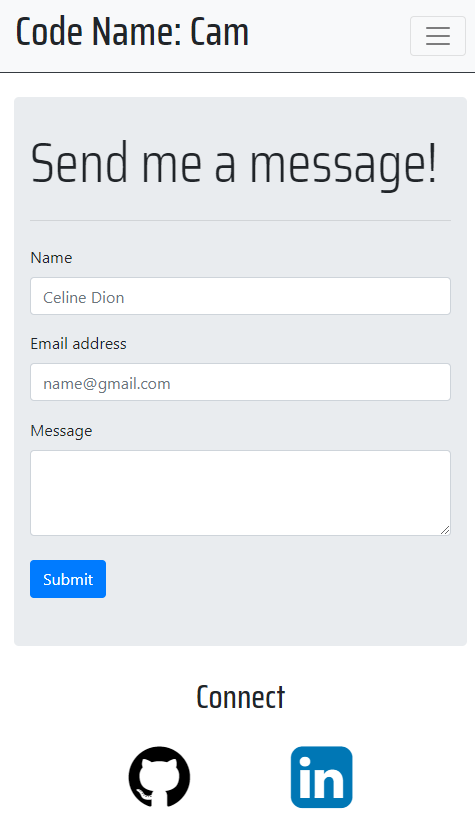 Code Name: Cam
Send me a message!
Name
Celine Dion
Email address
name@gmail.com
Message
Submit
Connect
in